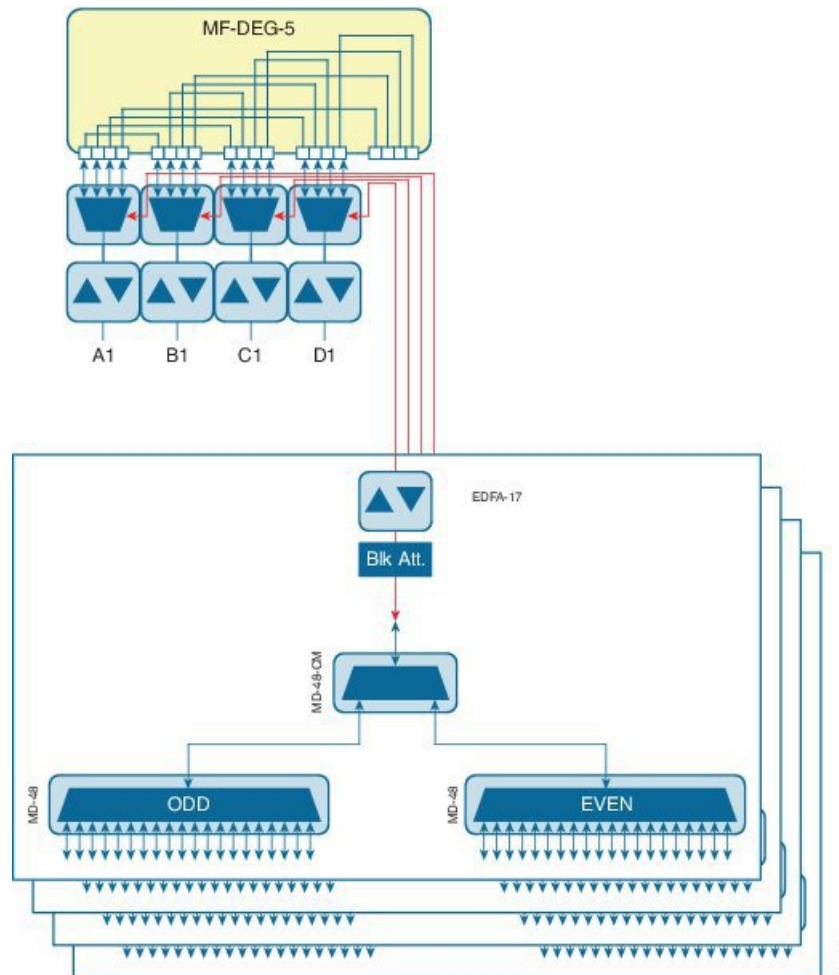 MF-DEG-5
A1 B1 C1 D1
EDFA-17
Blk Att.
MD-48-CM
MD-48
ODD
MD-48
EVEN